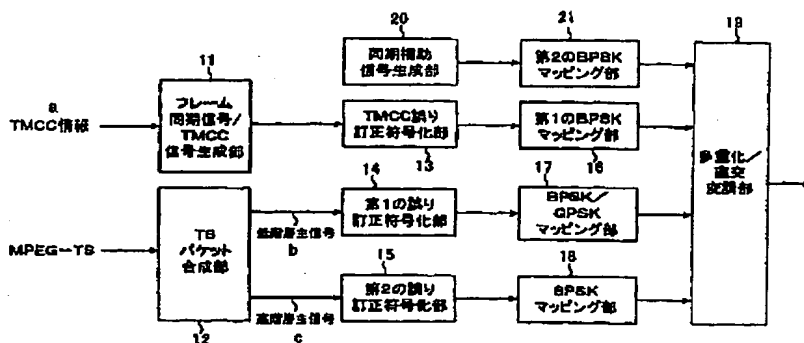 20
同期補助
信号生成部
21
第2のBPSK
マッピング部
19
多重化／
直交
変調部
11
フレーム
同期信号/
TMCC
信号生成部
a
TMCC情報
TMCC誤り
訂正符号化部
13
第1のBPSK
マッピング部
16
14
第1の誤り
訂正符号化部
17
BPSK／
QPSK
マッピング部
低階層主信号
b
MPEG-TS
TS
パケット
合成部
12
15
第2の誤り
訂正符号化部
18
8PSK
マッピング部
高階層主信号
c